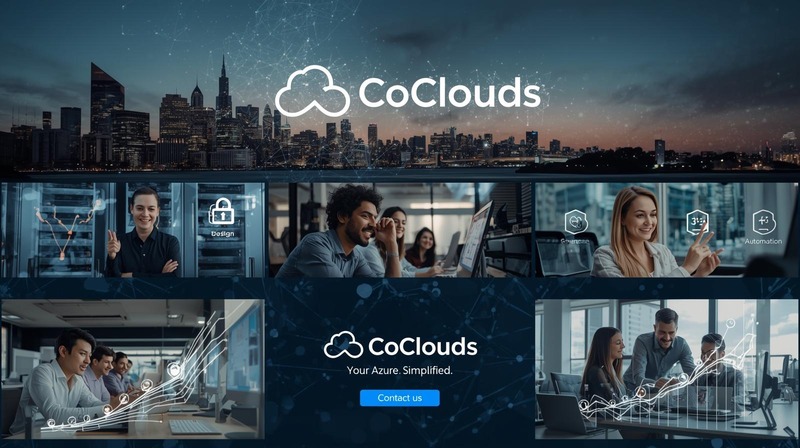 CoClouds
Design
Automation
CoClouds
Your Azure. Simplified.
Contact us